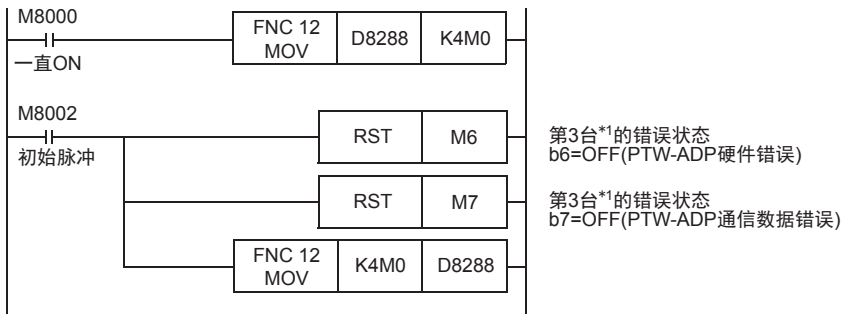 M8000
一直ON
FNC 12
MOV
D8288
K4M0
M8002
初始脉冲
RST
M6
第3台*1的错误状态
b6=OFF(PTW-ADP硬件错误)
RST
M7
第3台*1的错误状态
b7=OFF(PTW-ADP通信数据错误)
FNC 12
MOV
K4M0
D8288